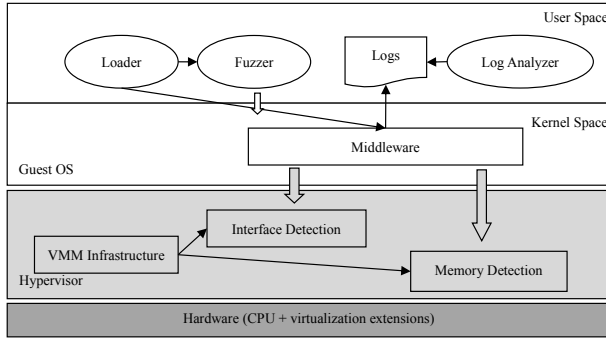 User Space
Loader
Fuzzer
Logs
Log Analyzer
Kernel Space
Middleware
Guest OS
Interface Detection
VMM Infrastructure
Memory Detection
Hypervisor
Hardware (CPU + virtualization extensions)